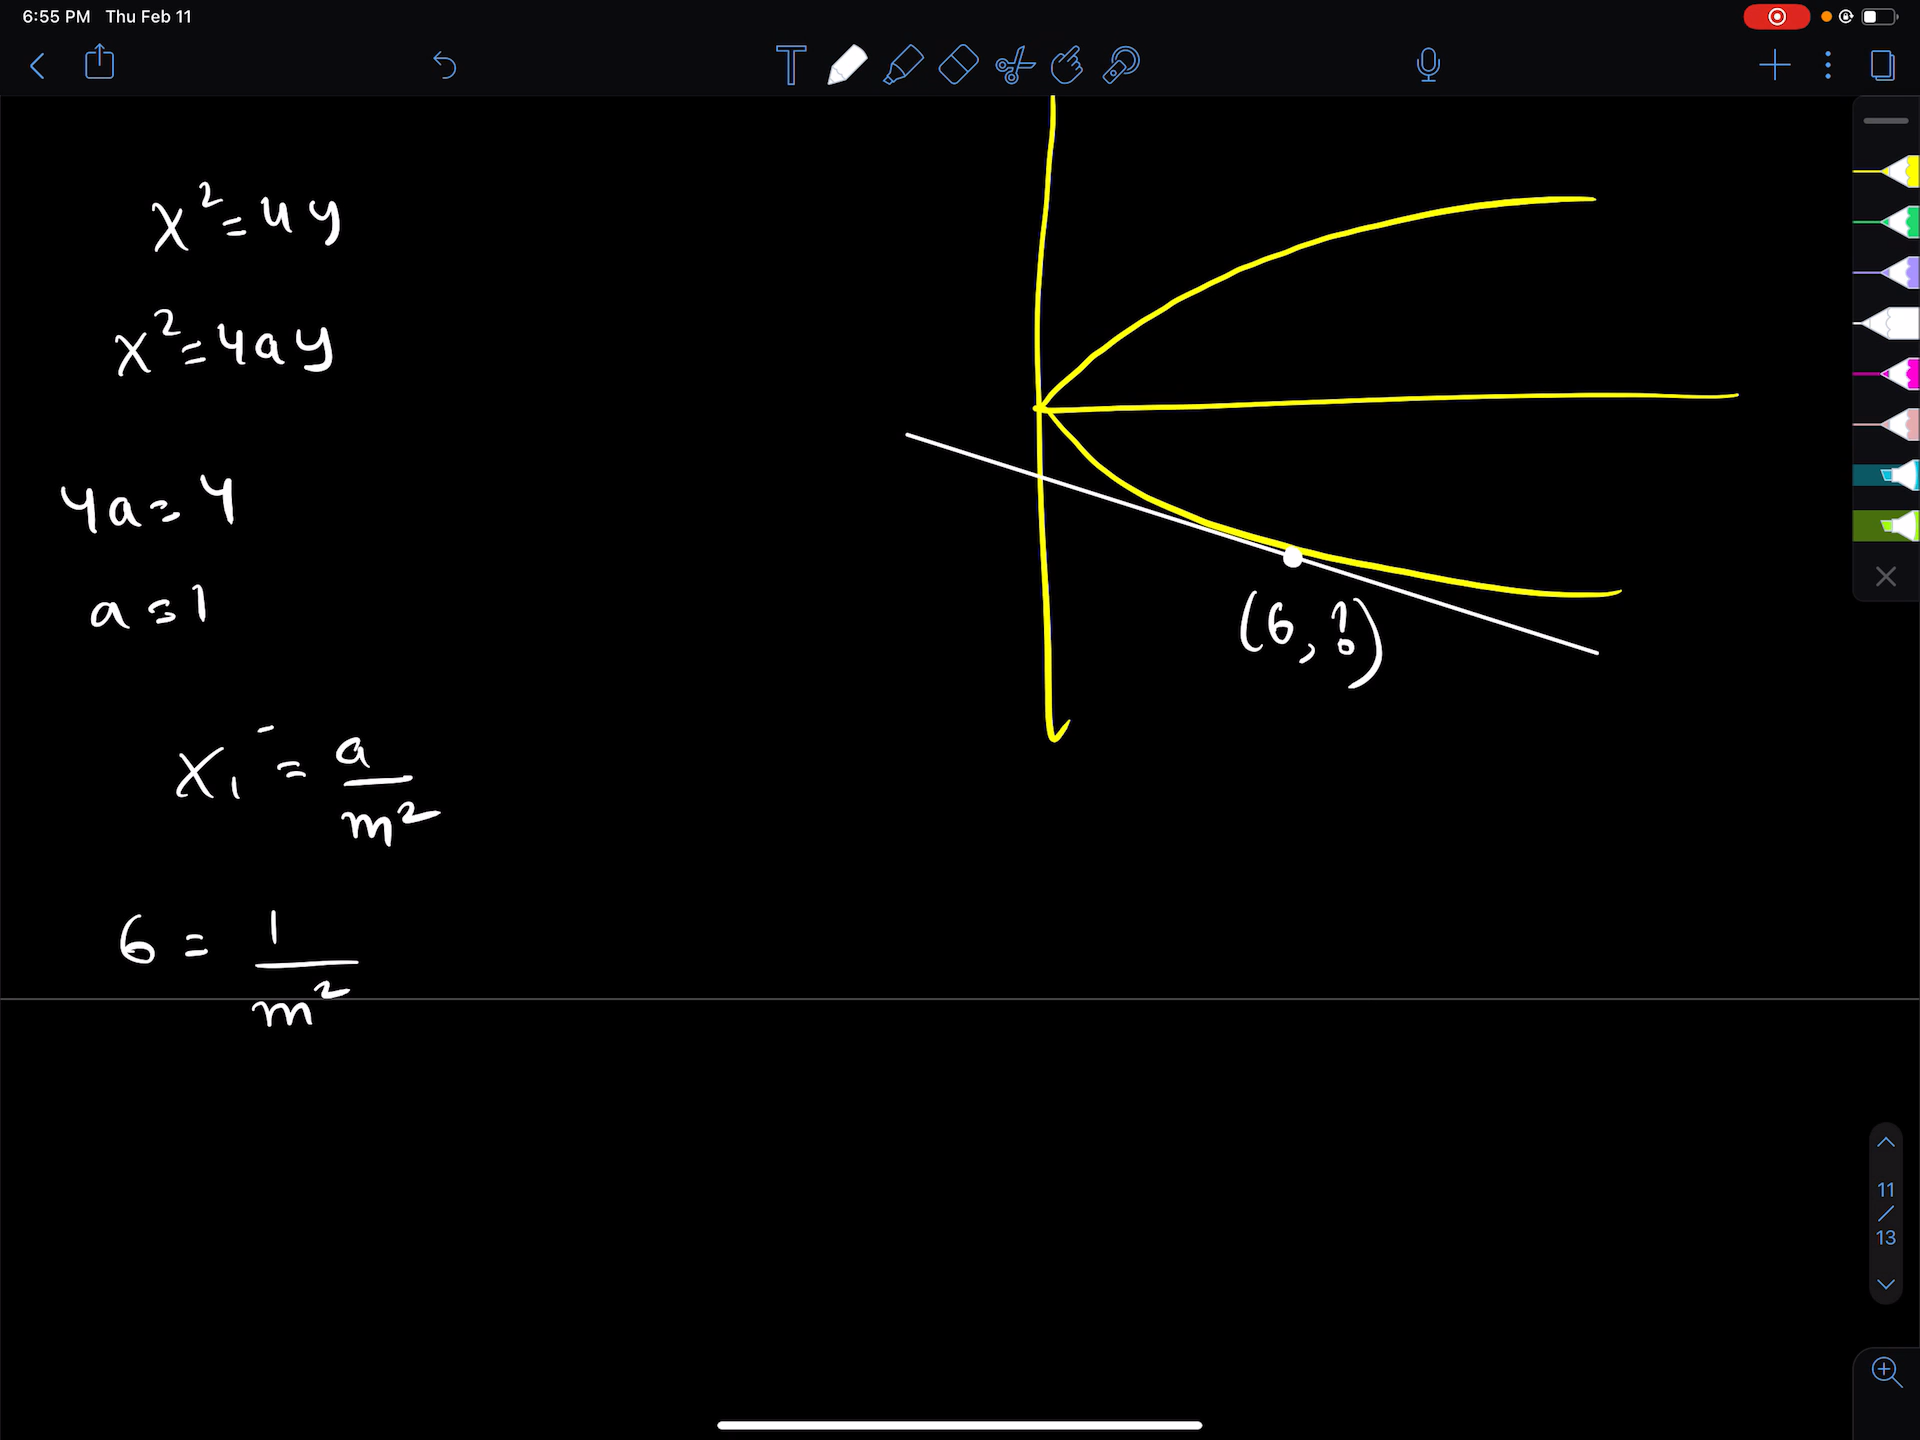 6:55 PM Thu Feb 11
x² = 4y
x² = 4ay
4a = 4
a = 1
x₁ = a/m²
6 = 1/m²
(6, ?)
11
/
13